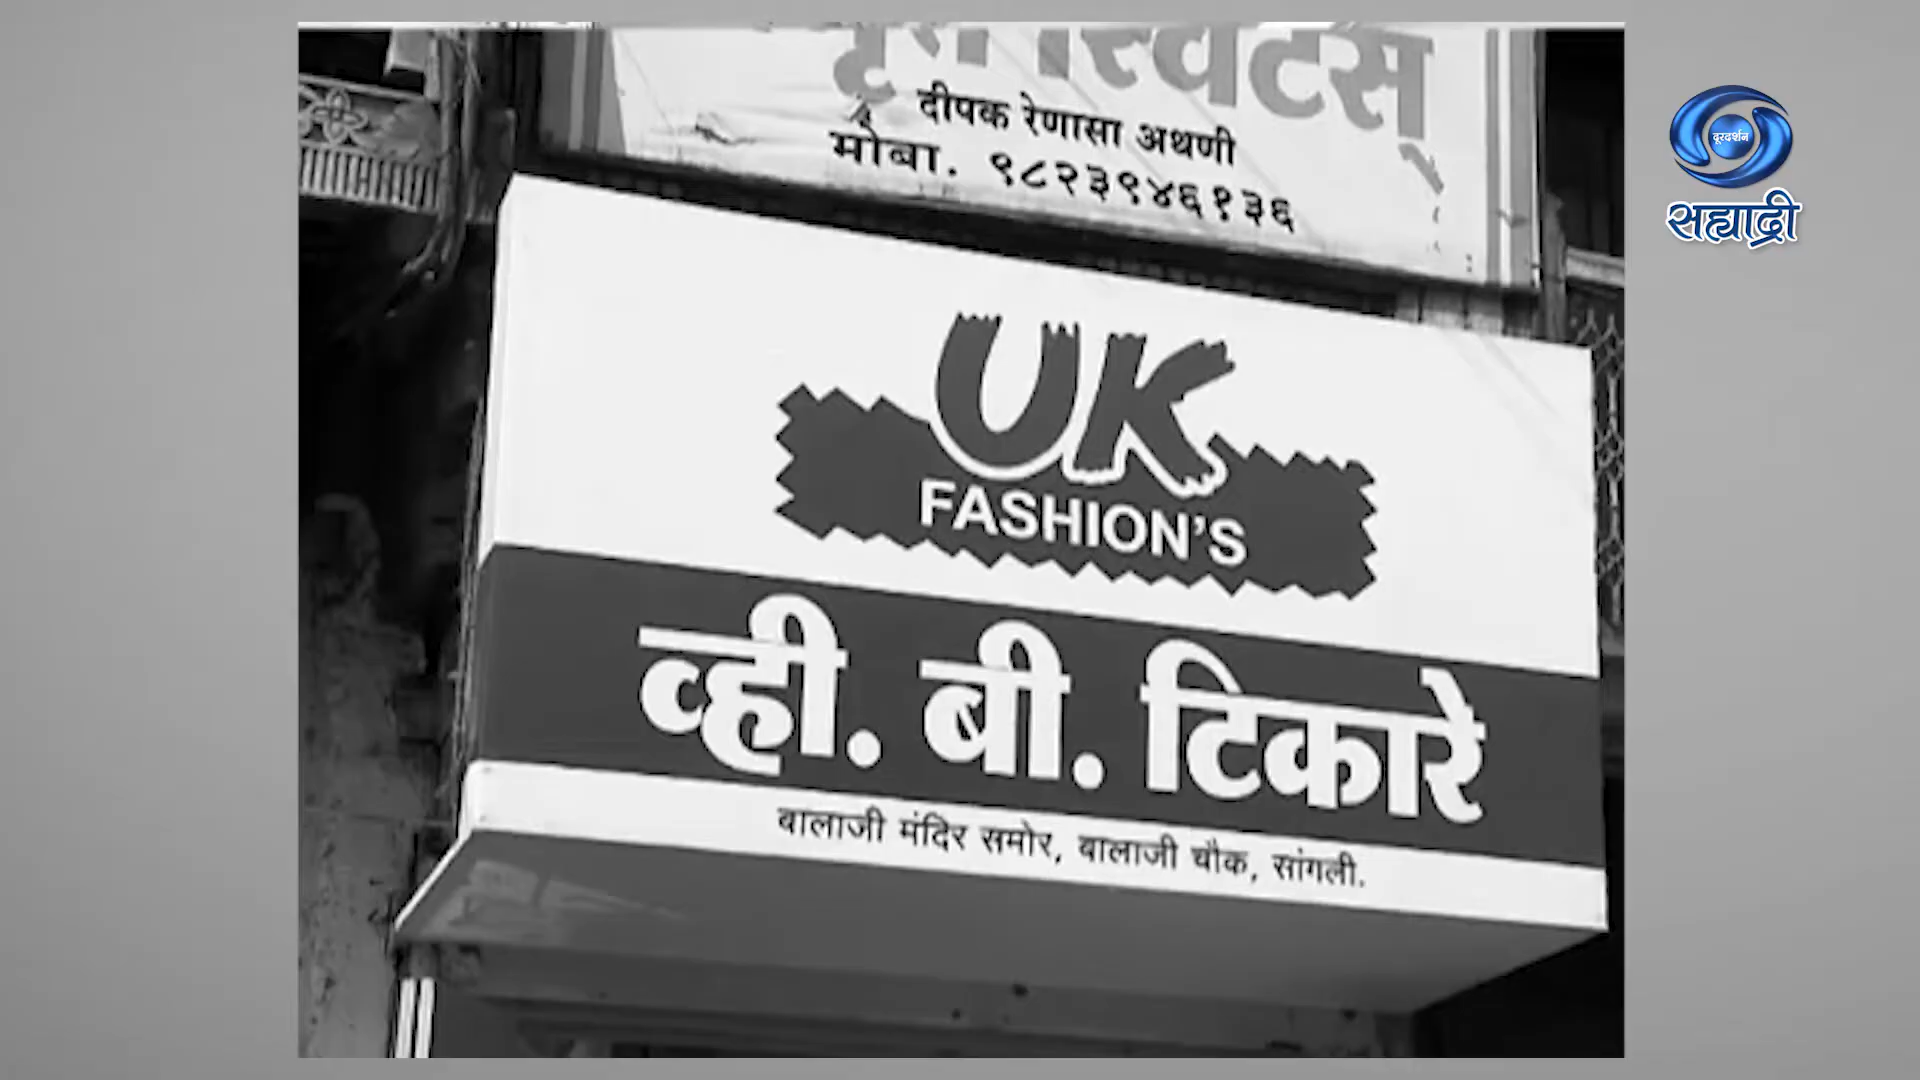 दीपक रेणासा अथणी
मोबा. ९८२३९४६१३६
UK
FASHION'S
व्ही. बी. टिकारे
बालाजी मंदिर समोर, बालाजी चौक, सांगली.
दूरदर्शन
सह्याद्री